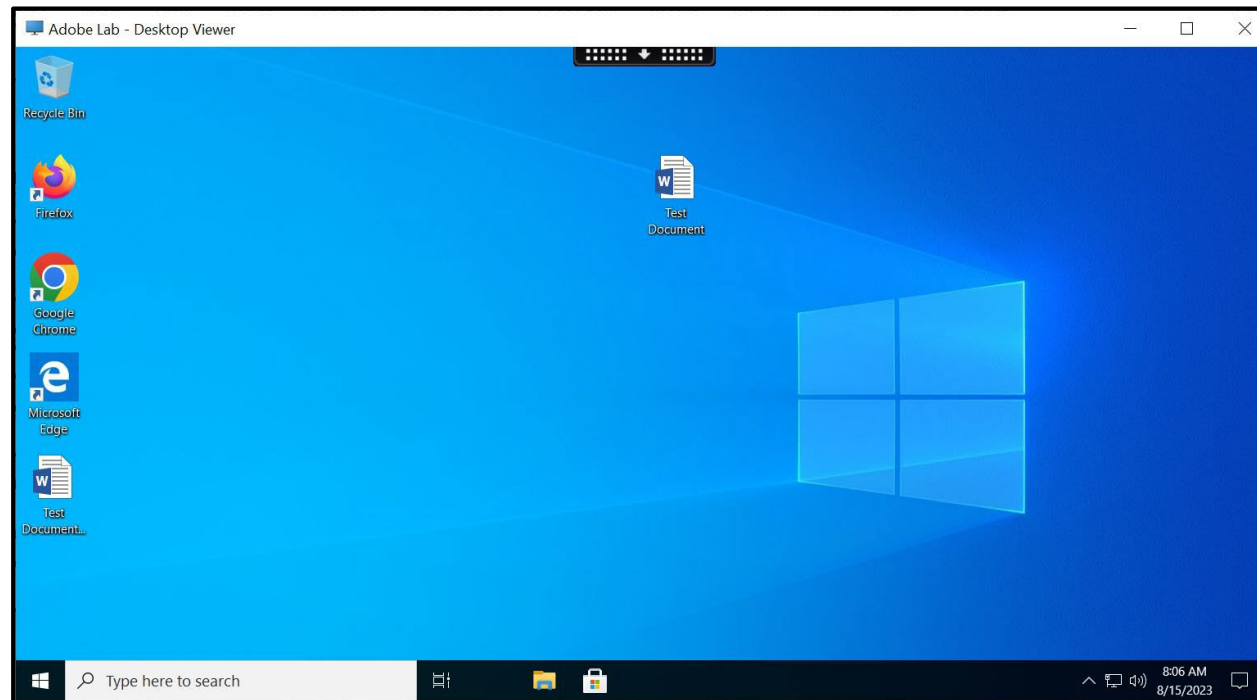 Adobe Lab - Desktop Viewer
Recycle Bin
Firefox
Google
Chrome
Microsoft
Edge
Test
Document...
Test
Document
Type here to search
8:06 AM
8/15/2023